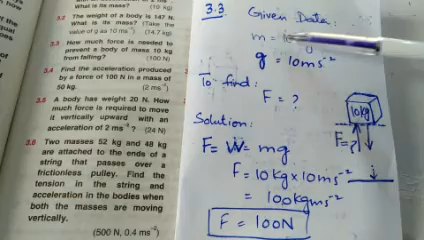 What is its mass? (10 kg)
3.2 The weight of a body is 147 N.
What is its mass? (Take the
value of g as 10 ms⁻²) (14.7 kg)
3.3 How much force is needed to
prevent a body of mass 10 kg
from falling? (100 N)
3.4 Find the acceleration produced
by a force of 100 N in a mass of
50 kg. (2 ms⁻²)
3.5 A body has weight 20 N. How
much force is required to move
it vertically upward with an
acceleration of 2 ms⁻²? (24 N)
3.6 Two masses 52 kg and 48 kg
are attached to the ends of a
string that passes over a
frictionless pulley. Find the
tension in the string and
acceleration in the bodies when
both the masses are moving
vertically.
(500 N, 0.4 ms⁻²)
3.3 Given Data:
m =
g = 10ms⁻²
To find:
F = ?
10kg
Solution:
F=?
F = W = mg
F = 10kg x 10ms⁻²
= 100kgms⁻²
F = 100N